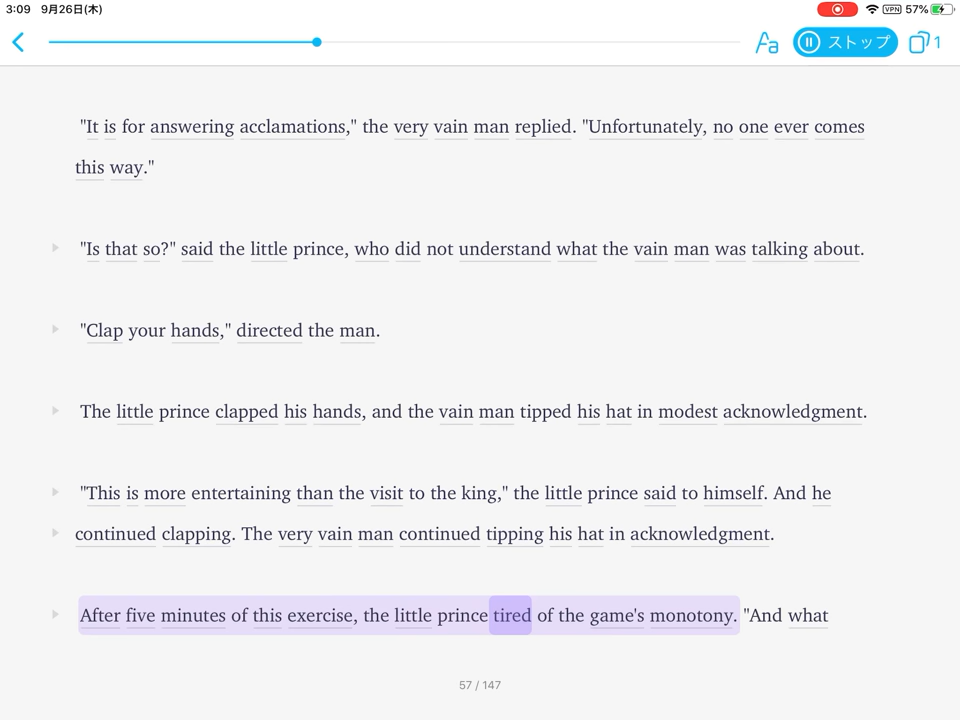 3:09 9月26日(木)
VPN 57%
Aa
ストップ
1
"It is for answering acclamations," the very vain man replied. "Unfortunately, no one ever comes
this way."
"Is that so?" said the little prince, who did not understand what the vain man was talking about.
"Clap your hands," directed the man.
The little prince clapped his hands, and the vain man tipped his hat in modest acknowledgment.
"This is more entertaining than the visit to the king," the little prince said to himself. And he
continued clapping. The very vain man continued tipping his hat in acknowledgment.
After five minutes of this exercise, the little prince tired of the game's monotony. "And what
57 / 147